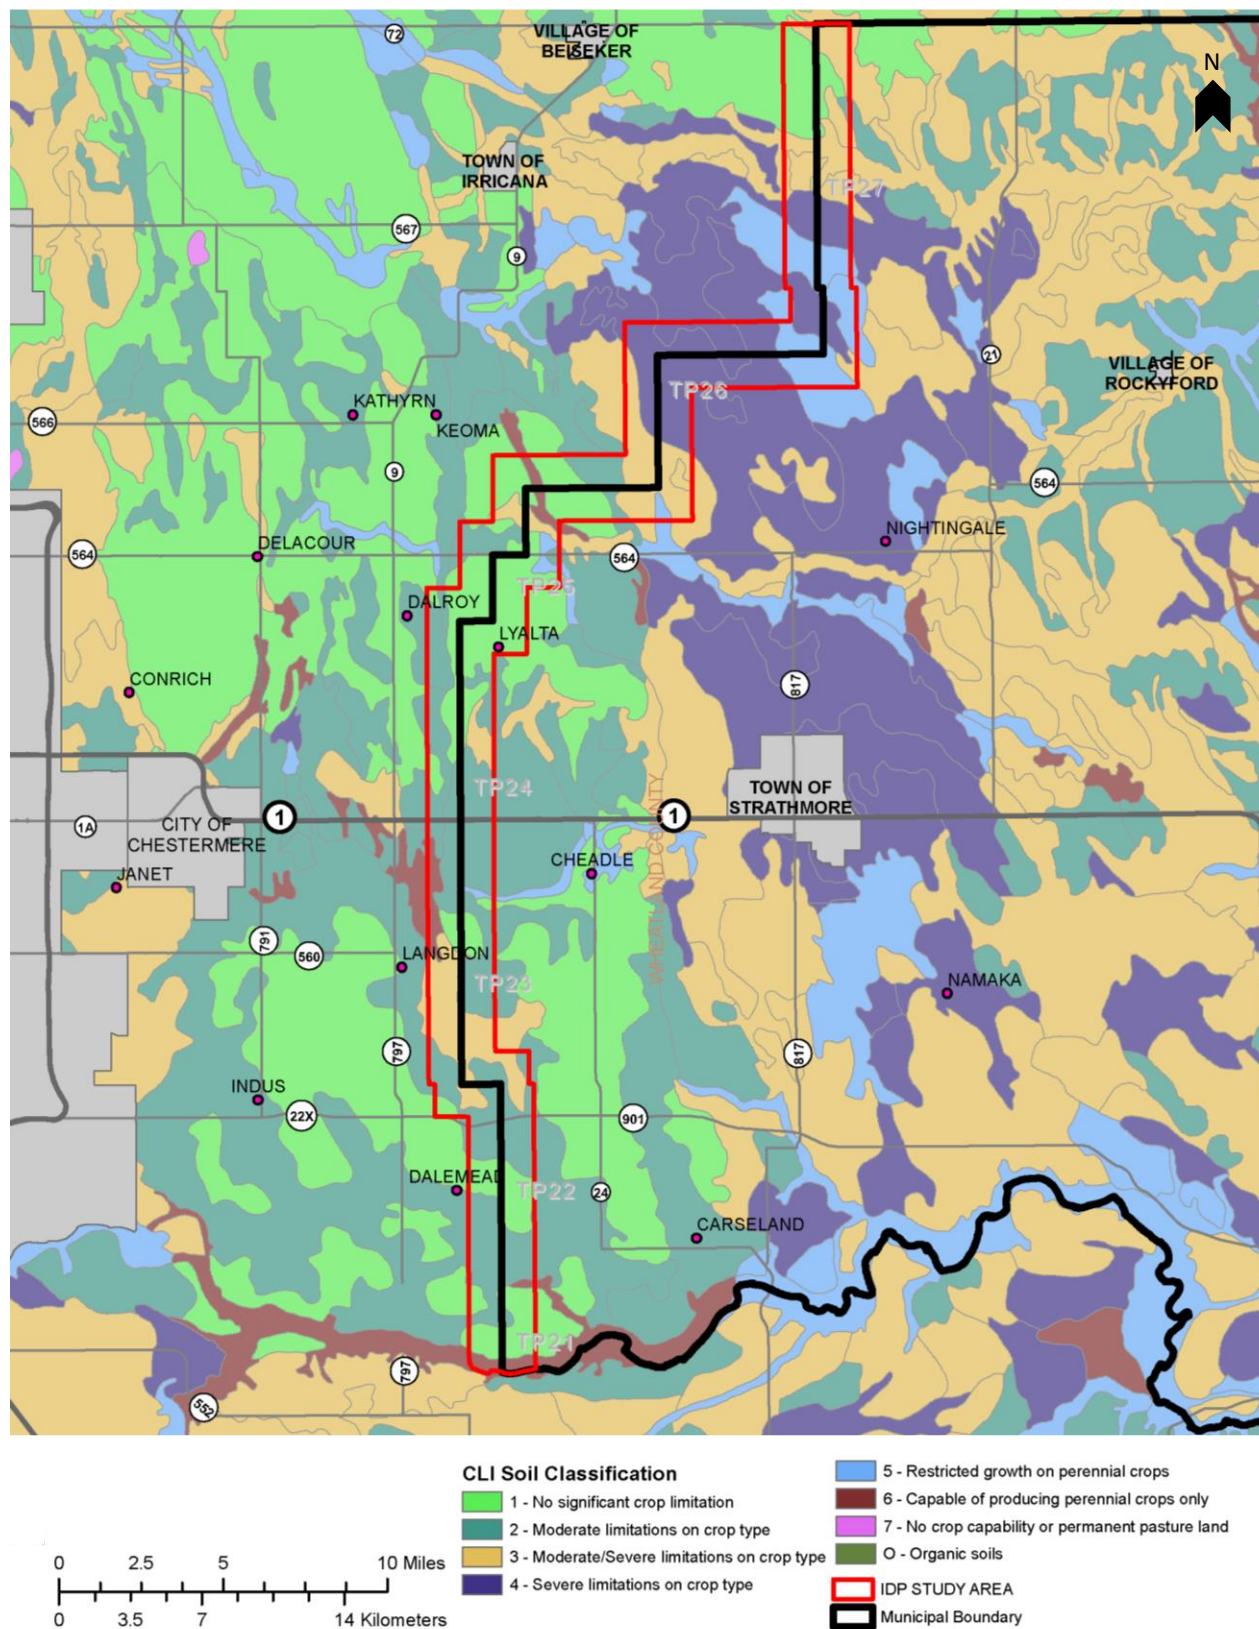 72
VILLAGE OF
BEISEKER
N
TOWN OF
IRRICANA
TP27
567
9
21
VILLAGE OF
ROCKYFORD
TP26
KATHYRN
KEOMA
566
9
564
NIGHTINGALE
DELACOUR
564
564
TP25
DALROY
LYALTA
CONRICH
817
TP24
TOWN OF
STRATHMORE
1
1
1A
CITY OF
CHESTERMERE
WHEATLAND COUNTY
CHEADLE
JANET
791
560
LANGDON
TP23
NAMAKA
797
817
INDUS
22X
901
DALEMEAD
TP22
24
CARSELAND
TP21
797
552
CLI Soil Classification
1 - No significant crop limitation
2 - Moderate limitations on crop type
3 - Moderate/Severe limitations on crop type
4 - Severe limitations on crop type
5 - Restricted growth on perennial crops
6 - Capable of producing perennial crops only
7 - No crop capability or permanent pasture land
O - Organic soils
IDP STUDY AREA
Municipal Boundary
0 2.5 5 10 Miles
0 3.5 7 14 Kilometers